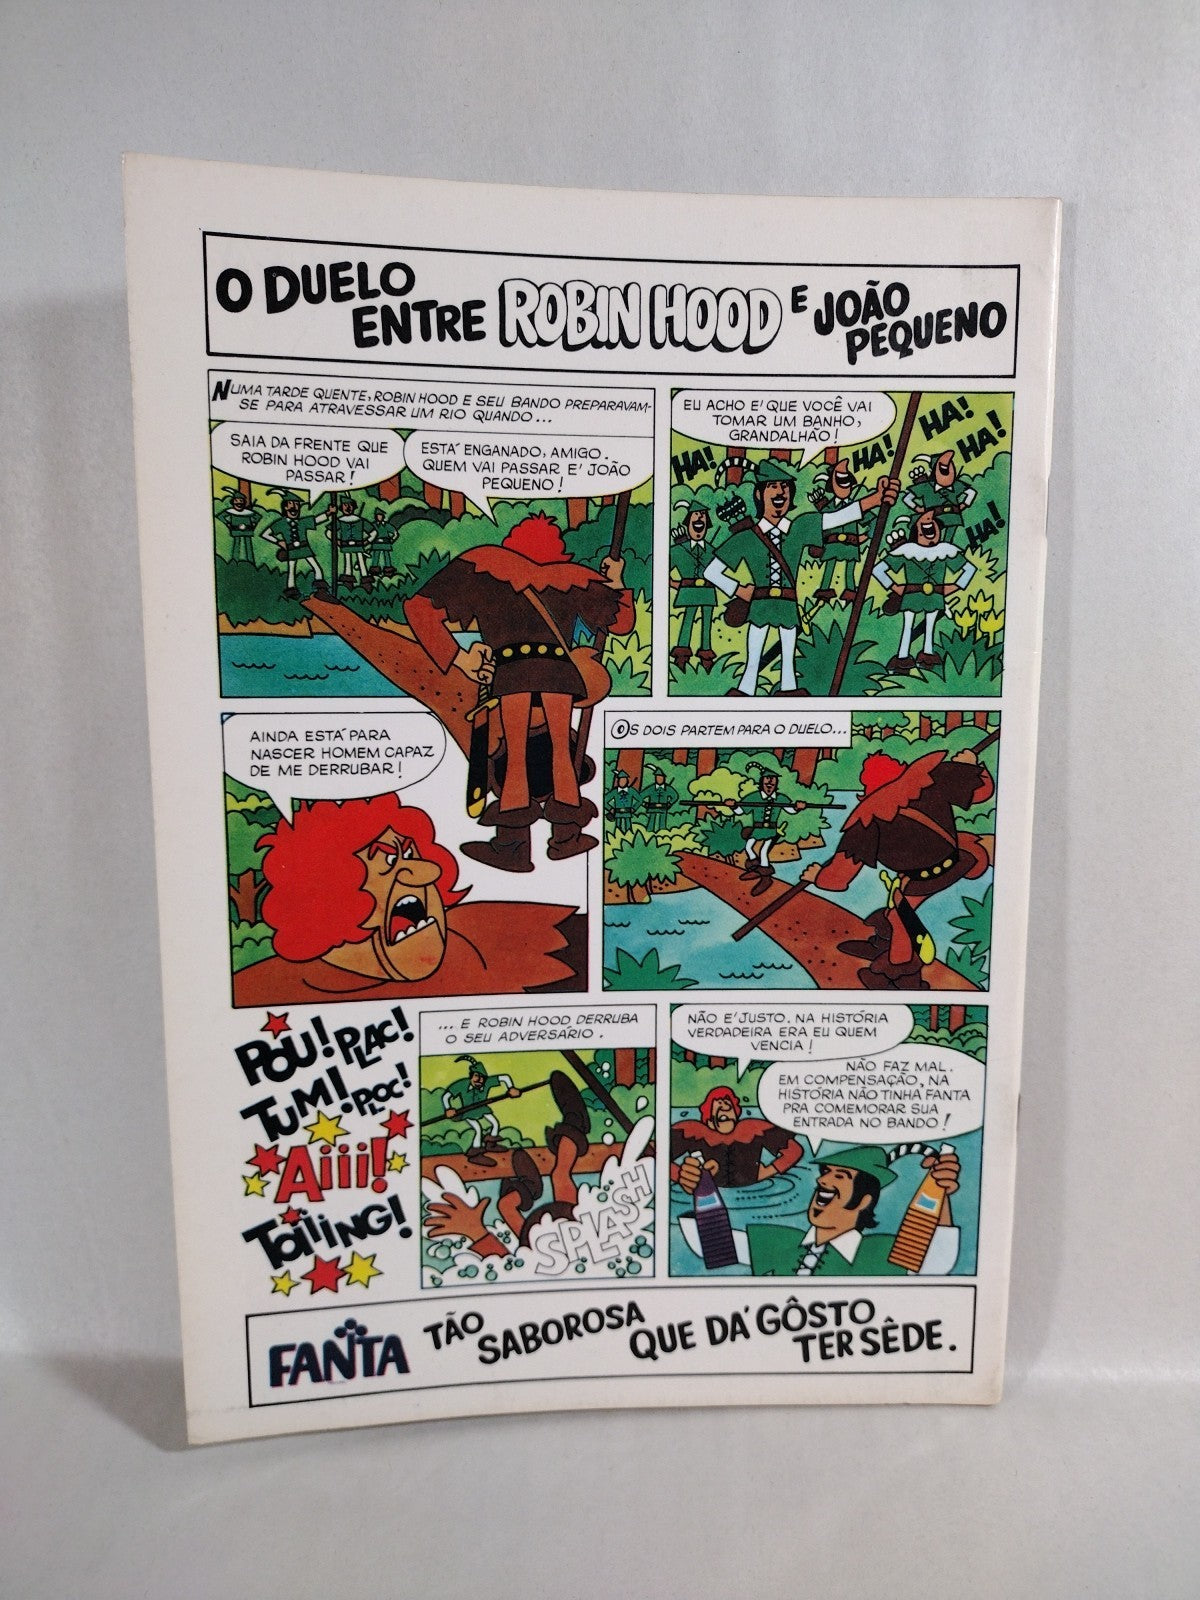 O DUELO
ENTRE ROBIN HOOD E JOÃO
PEQUENO
NUMA TARDE QUENTE, ROBIN HOOD E SEU BANDO PREPARAVAM-
SE PARA ATRAVESSAR UM RIO QUANDO...
SAIA DA FRENTE QUE
ROBIN HOOD VAI
PASSAR!
ESTÁ ENGANADO, AMIGO.
QUEM VAI PASSAR E' JOÃO
PEQUENO!
EU ACHO E' QUE VOCÊ VAI
TOMAR UM BANHO,
GRANDALHÃO!
HA!
HA!
HA!
HA!
HA!
AINDA ESTÁ PARA
NASCER HOMEM CAPAZ
DE ME DERRUBAR!
OS DOIS PARTEM PARA O DUELO...
POU! PLAC!
TUM! PLOC!
AIIII!
TOIIING!
... E ROBIN HOOD DERRUBA
O SEU ADVERSÁRIO.
SPLASH
NÃO E' JUSTO. NA HISTÓRIA
VERDADEIRA ERA EU QUEM
VENCIA!
NÃO FAZ MAL.
EM COMPENSAÇÃO, NA
HISTÓRIA NÃO TINHA FANTA
PRA COMEMORAR SUA
ENTRADA NO BANDO!
FANTA TÃO SABOROSA QUE DA' GÔSTO TER SÊDE.